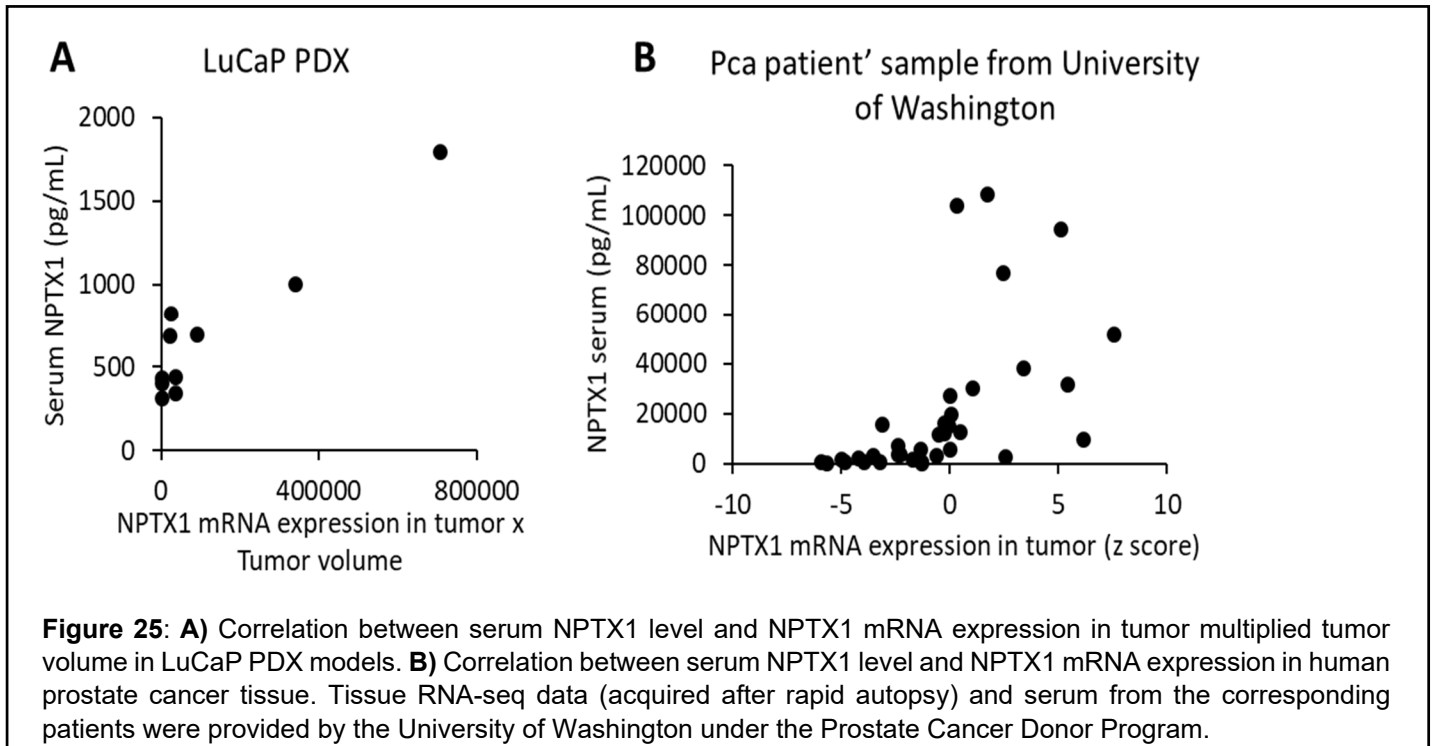 A
LuCaP PDX
Serum NPTX1 (pg/mL)
2000
1500
1000
500
0
0 400000 800000
NPTX1 mRNA expression in tumor x
Tumor volume
B
Pca patient’ sample from University
of Washington
NPTX1 serum (pg/mL)
120000
100000
80000
60000
40000
20000
0
-10 -5 0 5 10
NPTX1 mRNA expression in tumor (z score)
Figure 25: A) Correlation between serum NPTX1 level and NPTX1 mRNA expression in tumor multiplied tumor
volume in LuCaP PDX models. B) Correlation between serum NPTX1 level and NPTX1 mRNA expression in human
prostate cancer tissue. Tissue RNA-seq data (acquired after rapid autopsy) and serum from the corresponding
patients were provided by the University of Washington under the Prostate Cancer Donor Program.